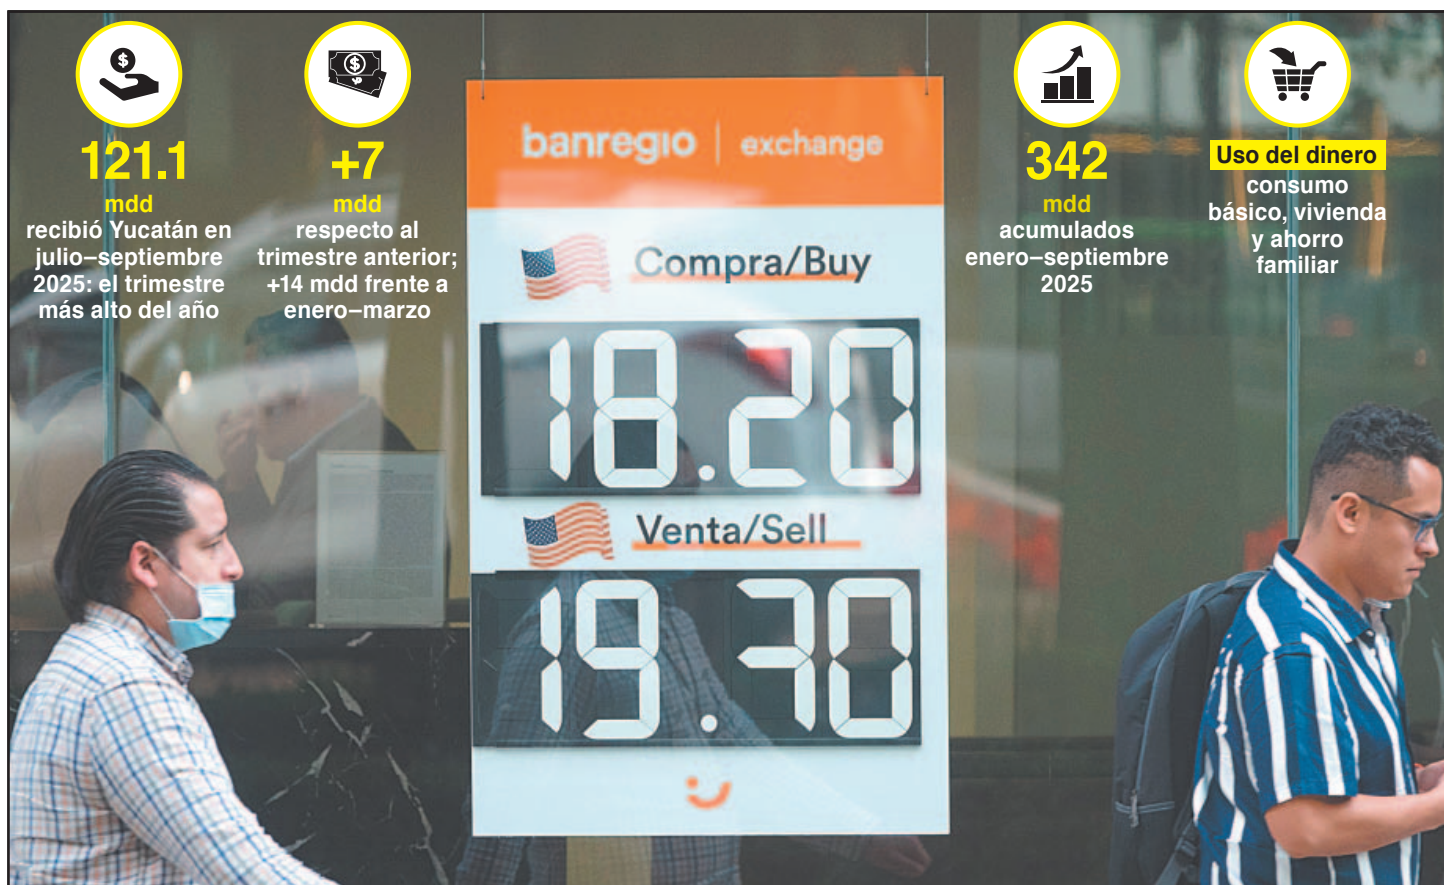 121.1
mdd
recibió Yucatán en
julio–septiembre
2025: el trimestre
más alto del año
+7
mdd
respecto al
trimestre anterior;
+14 mdd frente a
enero–marzo
banregio | exchange
Compra/Buy
18.20
Venta/Sell
19.70
342
mdd
acumulados
enero–septiembre
2025
Uso del dinero
consumo
básico, vivienda
y ahorro
familiar